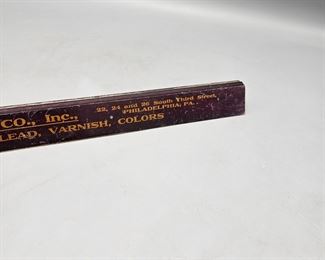 CO., Inc.,
22, 24 and 26 South Third Street,
PHILADELPHIA, PA.
LEAD, VARNISH, COLORS